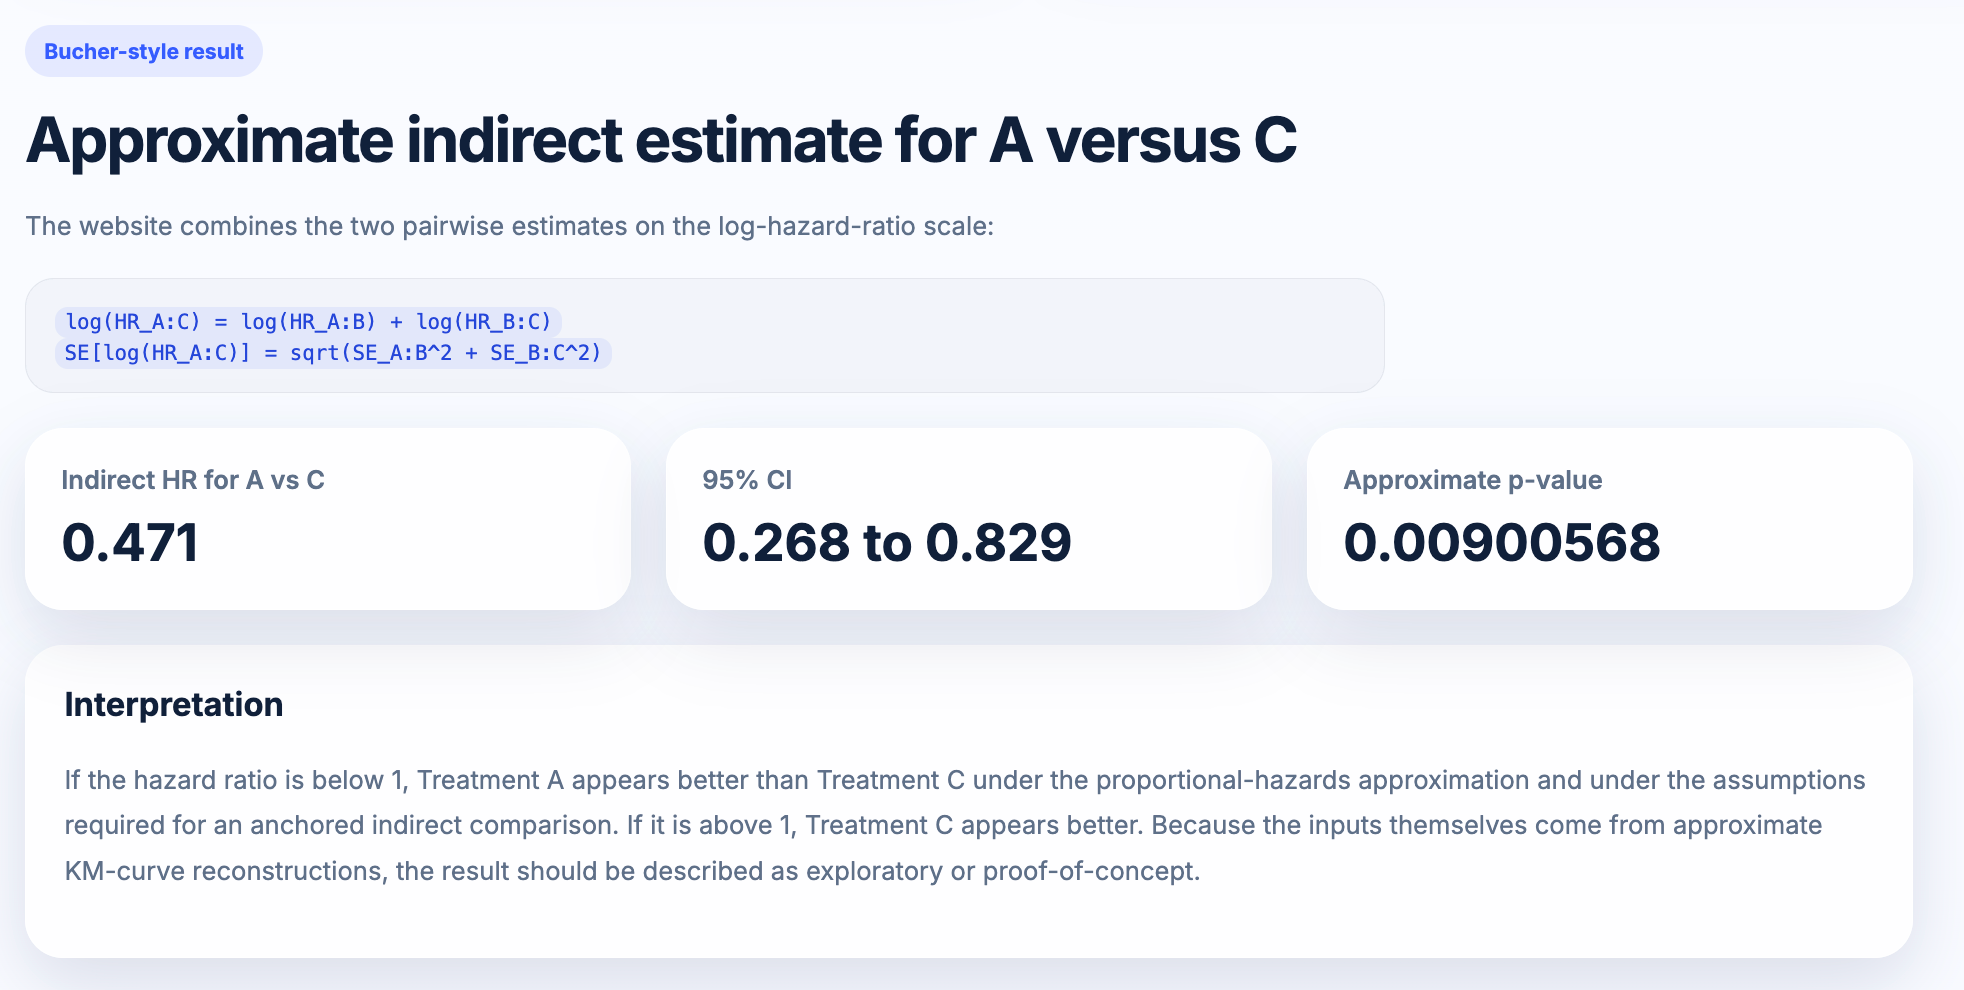 Bucher-style result
Approximate indirect estimate for A versus C
The website combines the two pairwise estimates on the log-hazard-ratio scale:
log(HR_A:C) = log(HR_A:B) + log(HR_B:C)
SE[log(HR_A:C)] = sqrt(SE_A:B^2 + SE_B:C^2)
Indirect HR for A vs C
0.471
95% CI
0.268 to 0.829
Approximate p-value
0.00900568
Interpretation
If the hazard ratio is below 1, Treatment A appears better than Treatment C under the proportional-hazards approximation and under the assumptions
required for an anchored indirect comparison. If it is above 1, Treatment C appears better. Because the inputs themselves come from approximate
KM-curve reconstructions, the result should be described as exploratory or proof-of-concept.